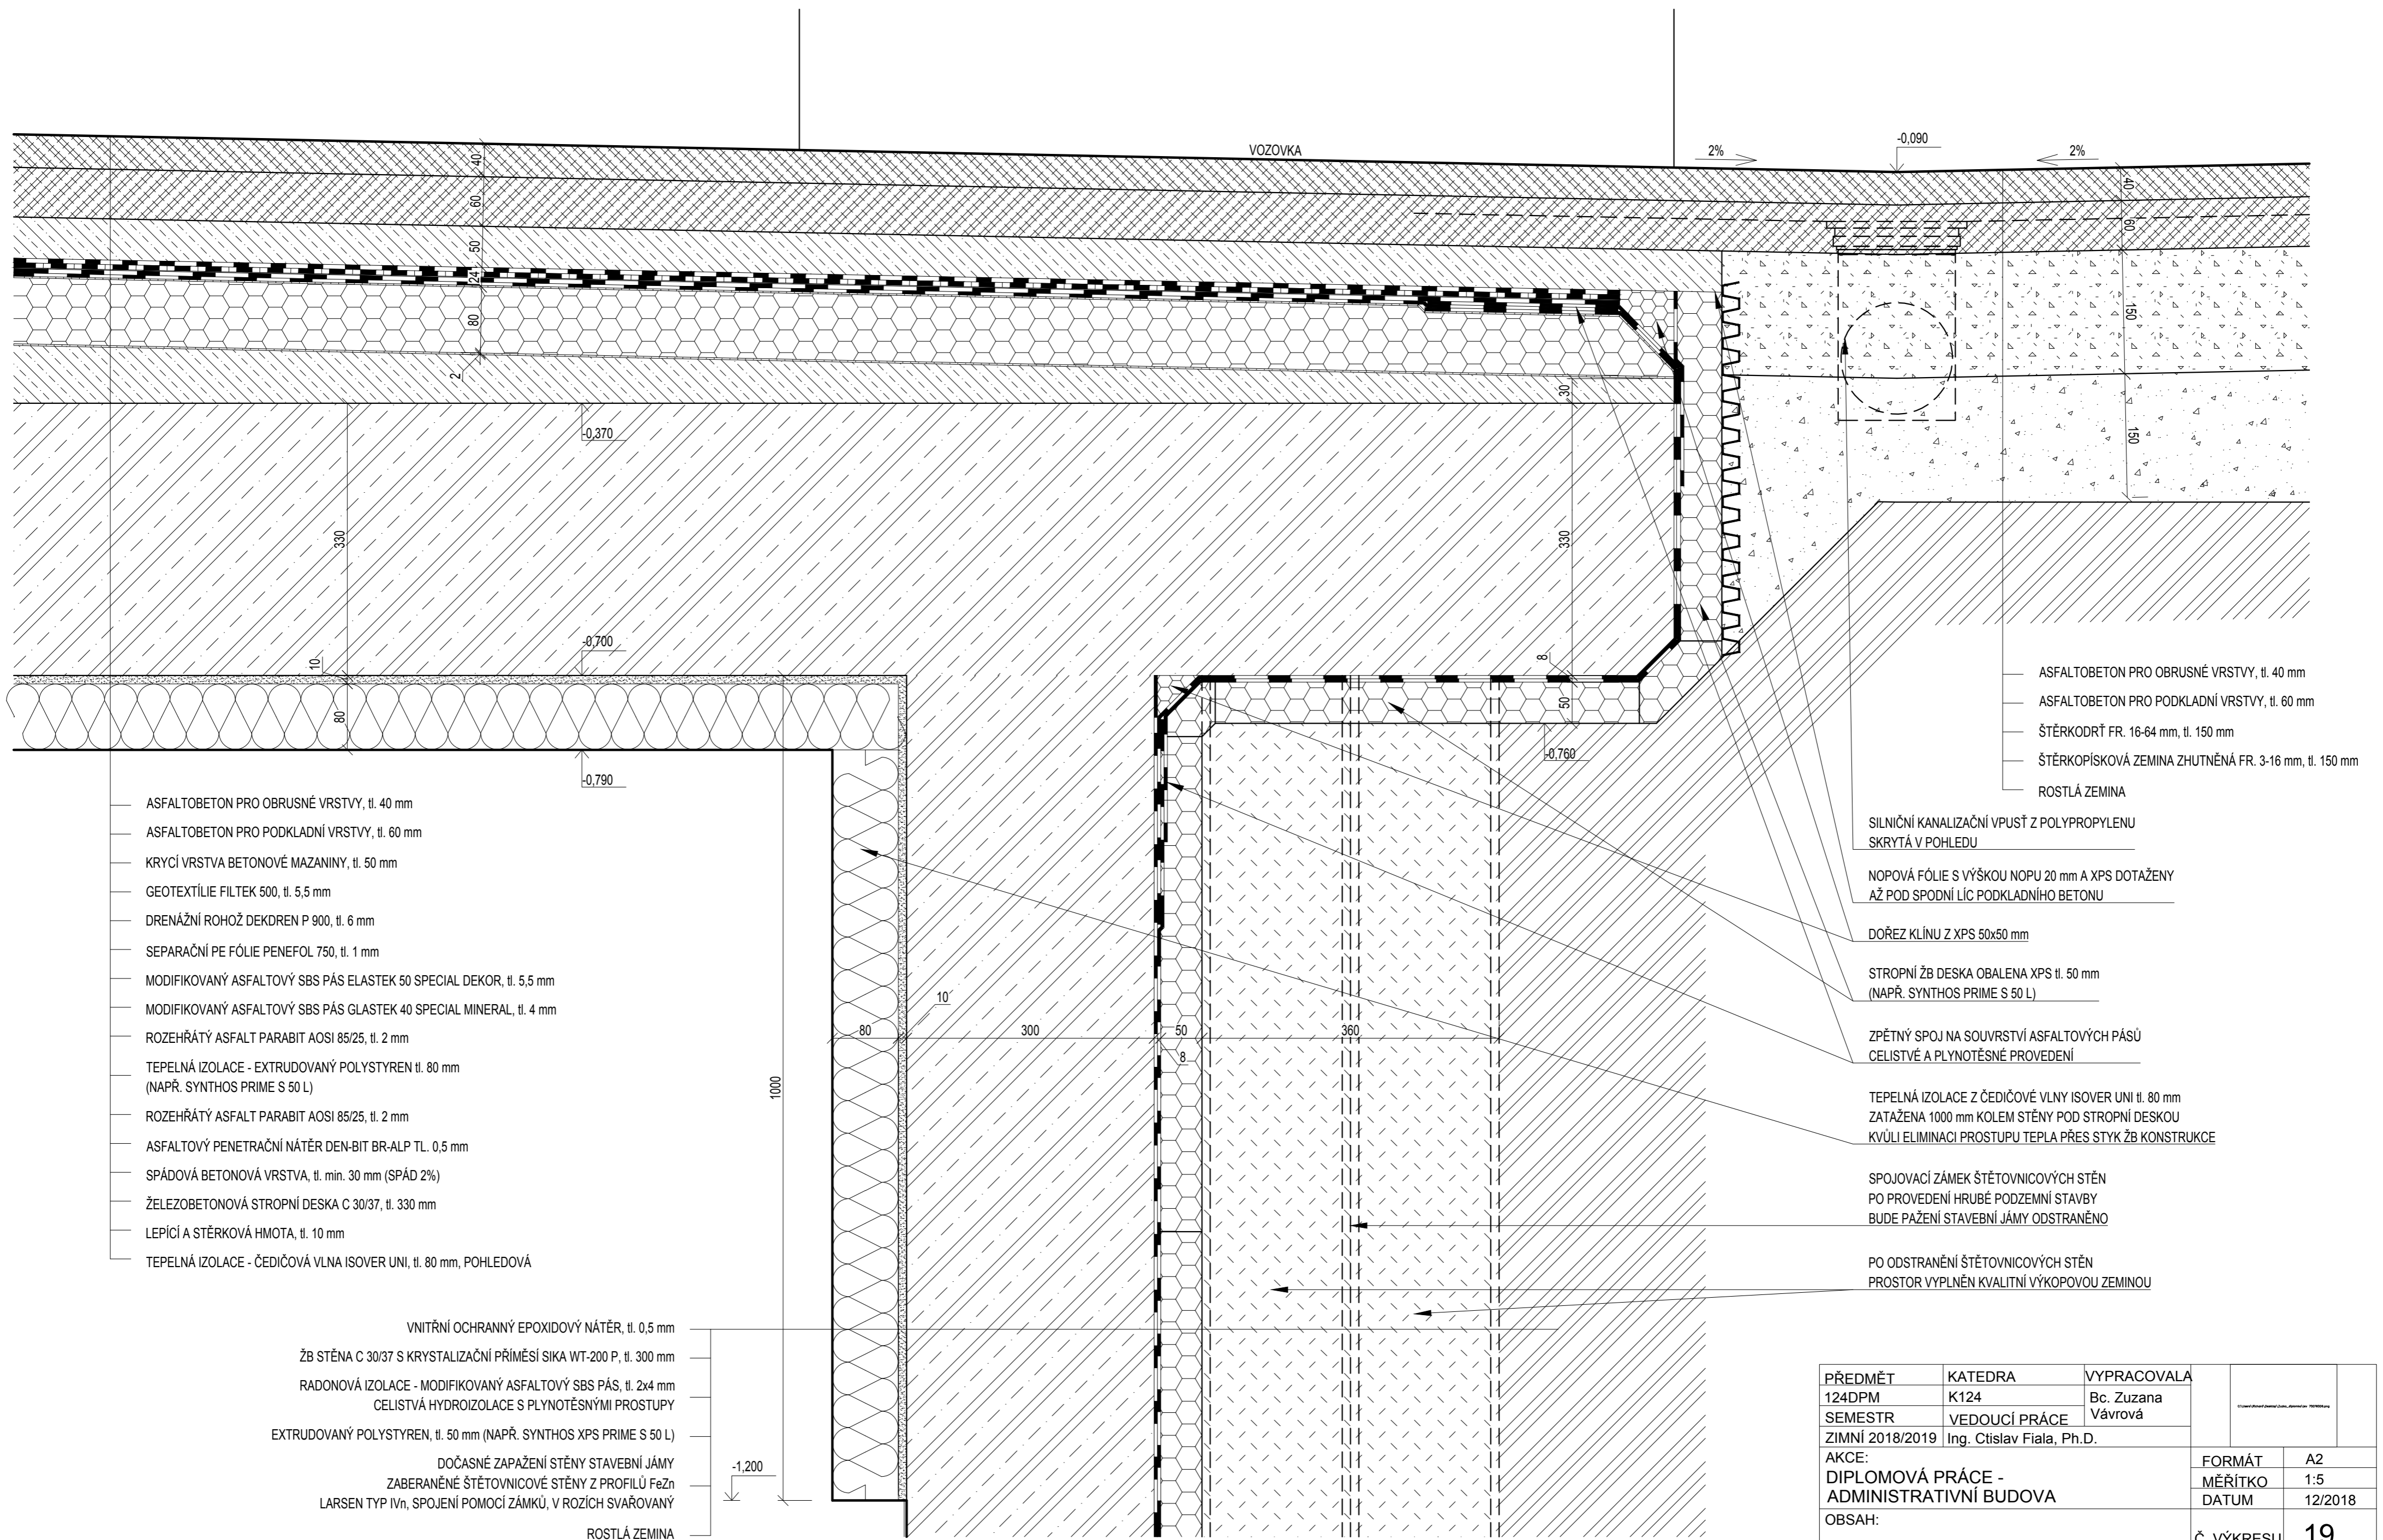 VOZOVKA
2%
-0,090
2%
40
60
50
24
80
2
40
60
150
150
30
-0,370
330
330
-0,700
10
80
8
50
-0,790
-0,760
ASFALTOBETON PRO OBRUSNÉ VRSTVY, tl. 40 mm
ASFALTOBETON PRO PODKLADNÍ VRSTVY, tl. 60 mm
KRYCÍ VRSTVA BETONOVÉ MAZANINY, tl. 50 mm
GEOTEXTÍLIE FILTEK 500, tl. 5,5 mm
DRENÁŽNÍ ROHOŽ DEKDREN P 900, tl. 6 mm
SEPARAČNÍ PE FÓLIE PENEFOL 750, tl. 1 mm
MODIFIKOVANÝ ASFALTOVÝ SBS PÁS ELASTEK 50 SPECIAL DEKOR, tl. 5,5 mm
MODIFIKOVANÝ ASFALTOVÝ SBS PÁS GLASTEK 40 SPECIAL MINERAL, tl. 4 mm
ROZEHŘÁTÝ ASFALT PARABIT AOSI 85/25, tl. 2 mm
TEPELNÁ IZOLACE - EXTRUDOVANÝ POLYSTYREN tl. 80 mm
(NAPŘ. SYNTHOS PRIME S 50 L)
ROZEHŘÁTÝ ASFALT PARABIT AOSI 85/25, tl. 2 mm
ASFALTOVÝ PENETRAČNÍ NÁTĚR DEN-BIT BR-ALP TL. 0,5 mm
SPÁDOVÁ BETONOVÁ VRSTVA, tl. min. 30 mm (SPÁD 2%)
ŽELEZOBETONOVÁ STROPNÍ DESKA C 30/37, tl. 330 mm
LEPÍCÍ A STĚRKOVÁ HMOTA, tl. 10 mm
TEPELNÁ IZOLACE - ČEDIČOVÁ VLNA ISOVER UNI, tl. 80 mm, POHLEDOVÁ
10
80
300
50
360
8
1000
VNITŘNÍ OCHRANNÝ EPOXIDOVÝ NÁTĚR, tl. 0,5 mm
ŽB STĚNA C 30/37 S KRYSTALIZAČNÍ PŘÍMĚSÍ SIKA WT-200 P, tl. 300 mm
RADONOVÁ IZOLACE - MODIFIKOVANÝ ASFALTOVÝ SBS PÁS, tl. 2x4 mm
CELISTVÁ HYDROIZOLACE S PLYNOTĚSNÝMI PROSTUPY
EXTRUDOVANÝ POLYSTYREN, tl. 50 mm (NAPŘ. SYNTHOS XPS PRIME S 50 L)
DOČASNÉ ZAPAŽENÍ STĚNY STAVEBNÍ JÁMY
ZABERANĚNÉ ŠTĚTOVNICOVÉ STĚNY Z PROFILŮ FeZn
LARSEN TYP IVn, SPOJENÍ POMOCÍ ZÁMKŮ, V ROZÍCH SVAŘOVANÝ
ROSTLÁ ZEMINA
-1,200
ASFALTOBETON PRO OBRUSNÉ VRSTVY, tl. 40 mm
ASFALTOBETON PRO PODKLADNÍ VRSTVY, tl. 60 mm
ŠTĚRKODRŤ FR. 16-64 mm, tl. 150 mm
ŠTĚRKOPÍSKOVÁ ZEMINA ZHUTNĚNÁ FR. 3-16 mm, tl. 150 mm
ROSTLÁ ZEMINA
SILNIČNÍ KANALIZAČNÍ VPUSŤ Z POLYPROPYLENU
SKRYTÁ V POHLEDU
NOPOVÁ FÓLIE S VÝŠKOU NOPU 20 mm A XPS DOTAŽENY
AŽ POD SPODNÍ LÍC PODKLADNÍHO BETONU
DOŘEZ KLÍNU Z XPS 50x50 mm
STROPNÍ ŽB DESKA OBALENA XPS tl. 50 mm
(NAPŘ. SYNTHOS PRIME S 50 L)
ZPĚTNÝ SPOJ NA SOUVRSTVÍ ASFALTOVÝCH PÁSŮ
CELISTVÉ A PLYNOTĚSNÉ PROVEDENÍ
TEPELNÁ IZOLACE Z ČEDIČOVÉ VLNY ISOVER UNI tl. 80 mm
ZATAŽENA 1000 mm KOLEM STĚNY POD STROPNÍ DESKOU
KVŮLI ELIMINACI PROSTUPU TEPLA PŘES STYK ŽB KONSTRUKCE
SPOJOVACÍ ZÁMEK ŠTĚTOVNICOVÝCH STĚN
PO PROVEDENÍ HRUBÉ PODZEMNÍ STAVBY
BUDE PAŽENÍ STAVEBNÍ JÁMY ODSTRANĚNO
PO ODSTRANĚNÍ ŠTĚTOVNICOVÝCH STĚN
PROSTOR VYPLNĚN KVALITNÍ VÝKOPOVOU ZEMINOU
PŘEDMĚT KATEDRA VYPRACOVALA
124DPM K124 Bc. Zuzana
Vávrová
SEMESTR VEDOUCÍ PRÁCE
ZIMNÍ 2018/2019 Ing. Ctislav Fiala, Ph.D.
AKCE:
DIPLOMOVÁ PRÁCE -
ADMINISTRATIVNÍ BUDOVA
FORMÁT A2
MĚŘÍTKO 1:5
DATUM 12/2018
OBSAH:
Č. VÝKRESU 19